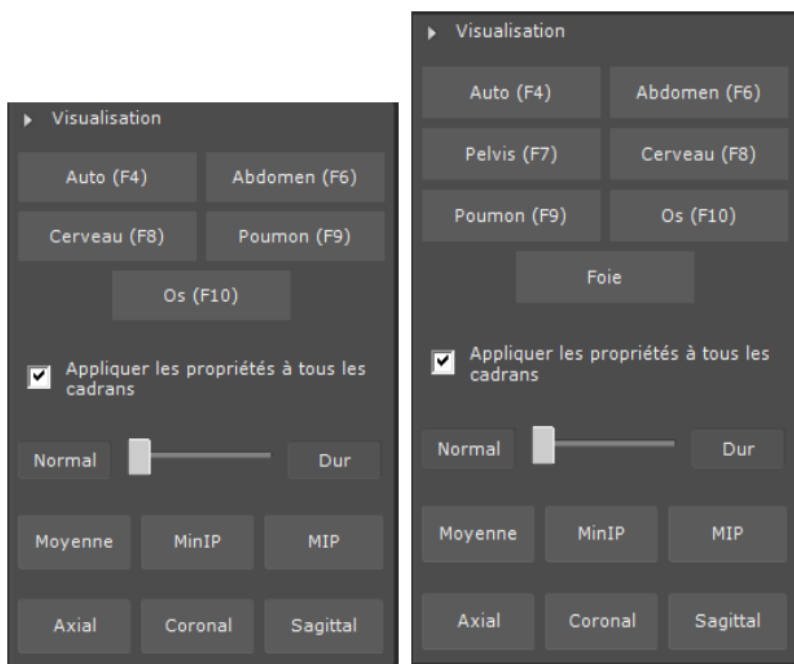 Visualisation
Auto (F4) Abdomen (F6)
Cerveau (F8) Poumon (F9)
Os (F10)
Appliquer les propriétés à tous les
cadrans
Normal Dur
Moyenne MinIP MIP
Axial Coronal Sagittal
Visualisation
Auto (F4) Abdomen (F6)
Pelvis (F7) Cerveau (F8)
Poumon (F9) Os (F10)
Foie
Appliquer les propriétés à tous les
cadrans
Normal Dur
Moyenne MinIP MIP
Axial Coronal Sagittal